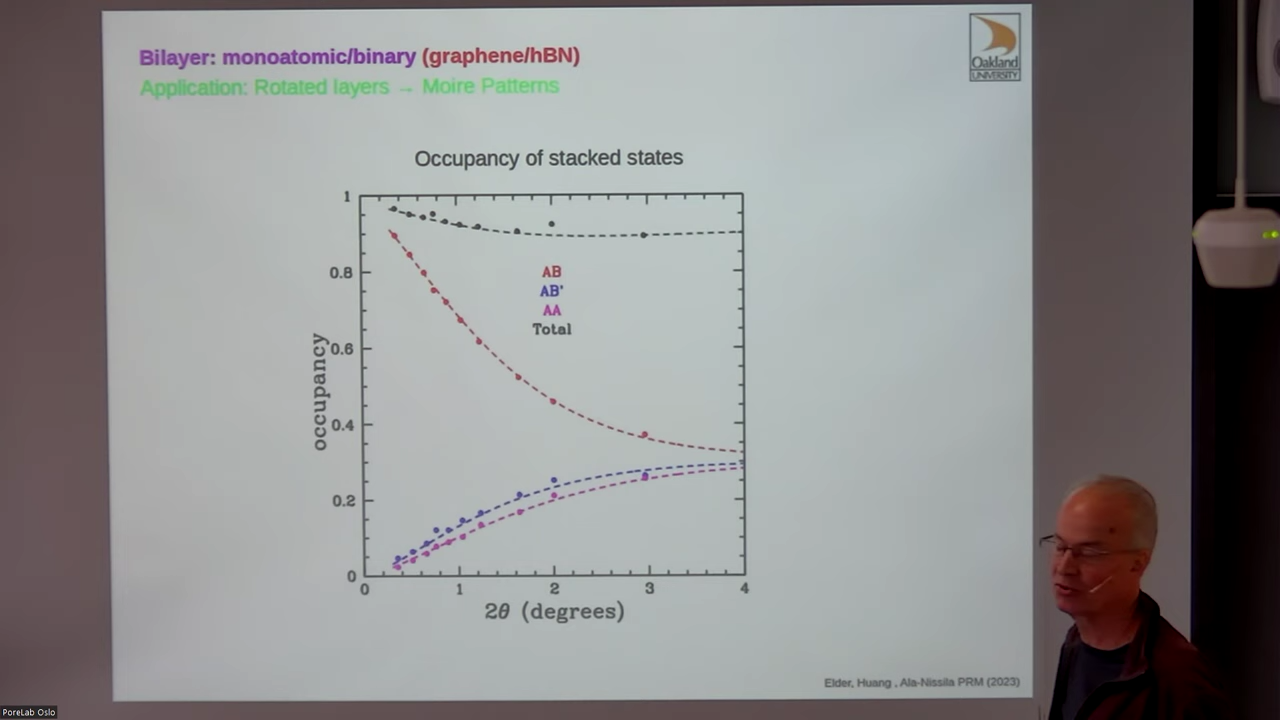 Bilayer: monoatomic/binary (graphene/hBN)
Application: Rotated layers → Moire Patterns
Oakland
UNIVERSITY
Occupancy of stacked states
1
0.8
0.6
0.4
0.2
0
occupancy
AB
AB'
AA
Total
0 1 2 3 4
2θ (degrees)
Elder, Huang , Ala-Nissila PRM (2023)
PoreLab Oslo